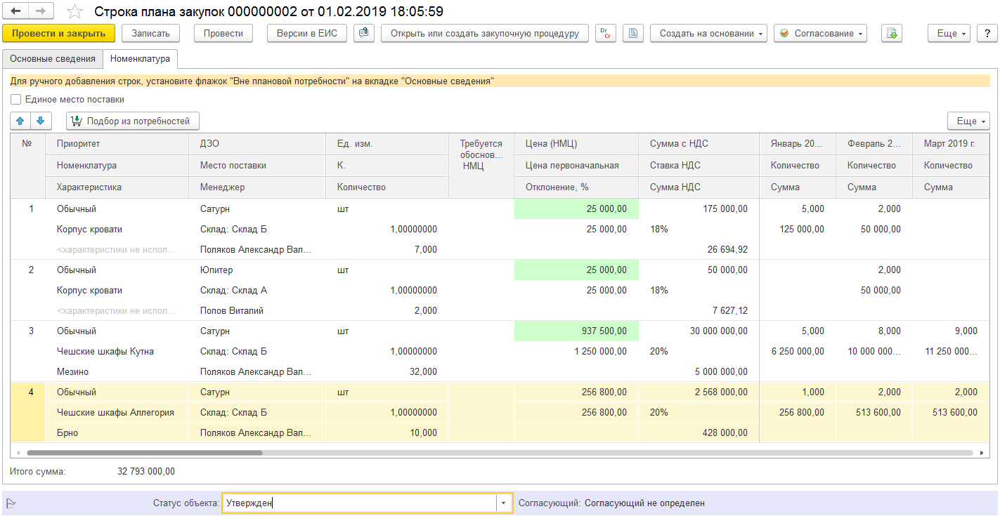 Строка плана закупок 000000002 от 01.02.2019 18:05:59
Провести и закрыть Записать Провести Версии в ЕИС Открыть или создать закупочную процедуру Dr Cr Создать на основании Согласование Еще ?
Основные сведения Номенклатура
Для ручного добавления строк, установите флажок "Вне плановой потребности" на вкладке "Основные сведения"
Единое место поставки
Подбор из потребностей Еще
№ Приоритет ДЗО Ед. изм. Требуется обоснов... НМЦ Цена (НМЦ) Сумма с НДС Январь 20... Февраль 2... Март 2019 г.
Номенклатура Место поставки К. Цена первоначальная Ставка НДС Количество Количество Количество
Характеристика Менеджер Количество Отклонение, % Сумма НДС Сумма Сумма Сумма
1 Обычный Сатурн шт 25 000,00 175 000,00 5,000 2,000
Корпус кровати Склад: Склад Б 1,00000000 25 000,00 18% 125 000,00 50 000,00
<характеристики не испол... Поляков Александр Вал... 7,000 26 694,92
2 Обычный Юпитер шт 25 000,00 50 000,00 2,000
Корпус кровати Склад: Склад А 1,00000000 25 000,00 18% 50 000,00
<характеристики не испол... Попов Виталий 2,000 7 627,12
3 Обычный Сатурн шт 937 500,00 30 000 000,00 5,000 8,000 9,000
Чешские шкафы Кутна Склад: Склад Б 1,00000000 1 250 000,00 20% 6 250 000,00 10 000 000... 11 250 000...
Мезино Поляков Александр Вал... 32,000 5 000 000,00
4 Обычный Сатурн шт 256 800,00 2 568 000,00 1,000 2,000 2,000
Чешские шкафы Аллегория Склад: Склад Б 1,00000000 256 800,00 20% 256 800,00 513 600,00 513 600,00
Брно Поляков Александр Вал... 10,000 428 000,00
Итого сумма: 32 793 000,00
Статус объекта: Утвержден Согласующий: Согласующий не определен